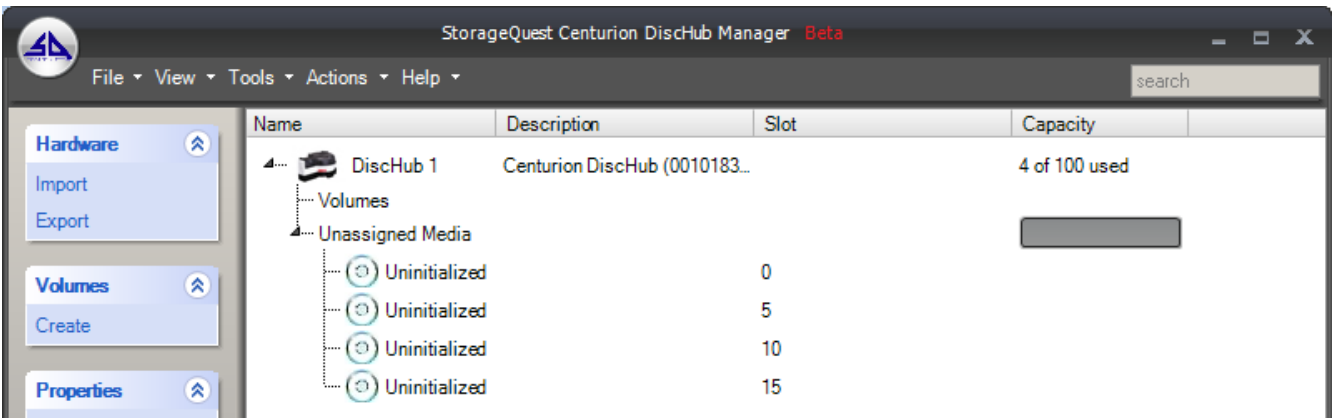 StorageQuest Centurion DiscHub Manager Beta
File View Tools Actions Help
search
Name Description Slot Capacity
Hardware
Import
Export
Volumes
Create
Properties
DiscHub 1 Centurion DiscHub (0010183... 4 of 100 used
Volumes
Unassigned Media
Uninitialized 0
Uninitialized 5
Uninitialized 10
Uninitialized 15